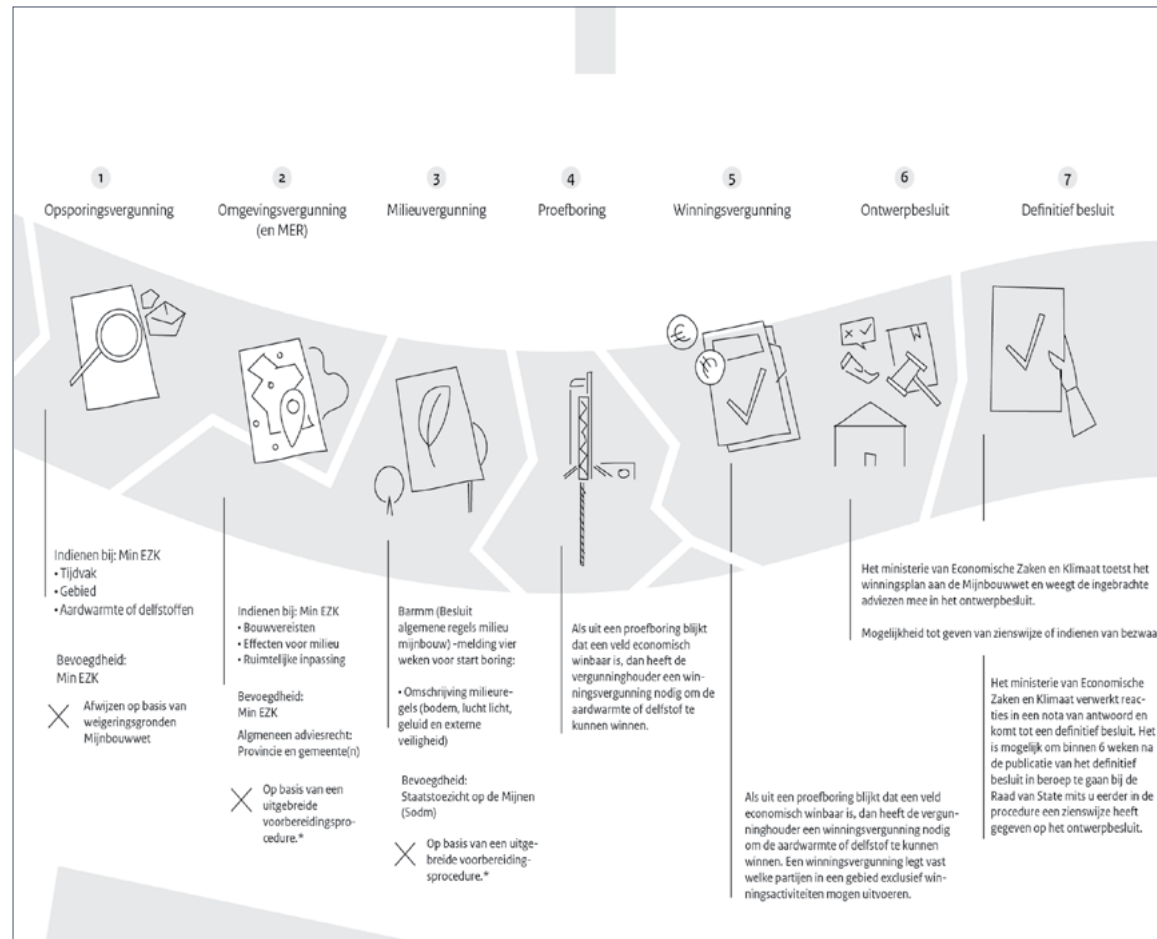 1
Opsporingsvergunning
Indienen bij: Min EZK
• Tijdvak
• Gebied
• Aardwarmte of delfstoffen
Bevoegdheid:
Min EZK
Afwijzen op basis van
weigeringsgronden
Mijnbouwwet
2
Omgevingsvergunning
(en MER)
Indienen bij: Min EZK
• Bouwvereisten
• Effecten voor milieu
• Ruimtelijke inpassing
Bevoegdheid:
Min EZK
Algmeneen adviesrecht:
Provincie en gemeente(n)
Op basis van een
uitgebreide
voorbereidingspro-
cedure.*
3
Milieuvergunning
Barmm (Besluit
algemene regels milieu
mijnbouw) -melding vier
weken voor start boring:
• Omschrijving milieure-
gels (bodem, lucht licht,
geluid en externe
veiligheid)
Bevoegdheid:
Staatstoezicht op de Mijnen
(Sodm)
Op basis van een uitge-
breide voorbereiding-
sprocedure.*
4
Proefboring
Als uit een proefboring blijkt
dat een veld economisch
winbaar is, dan heeft de
vergunninghouder een win-
ningsvergunning nodig om de
aardwarmte of delfstof te
kunnen winnen.
5
Winningsvergunning
Als uit een proefboring blijkt dat een veld
economisch winbaar is, dan heeft de vergun-
ninghouder een winningsvergunning nodig
om de aardwarmte of delfstof te kunnen
winnen. Een winningsvergunning legt vast
welke partijen in een gebied exclusief win-
ningsactiviteiten mogen uitvoeren.
6
Ontwerpbesluit
Het ministerie van Economische Zaken en Klimaat toetst het
winningsplan aan de Mijnbouwwet en weegt de ingebrachte
adviezen mee in het ontwerpbesluit.
Mogelijkheid tot geven van zienswijze of indienen van bezwaa
7
Definitief besluit
Het ministerie van Economische
Zaken en Klimaat verwerkt reac-
ties in een nota van antwoord en
komt tot een definitief besluit. Het
is mogelijk om binnen 6 weken na
de publicatie van het definitief
besluit in beroep te gaan bij de
Raad van State mits u eerder in de
procedure een zienswijze heeft
gegeven op het ontwerpbesluit.